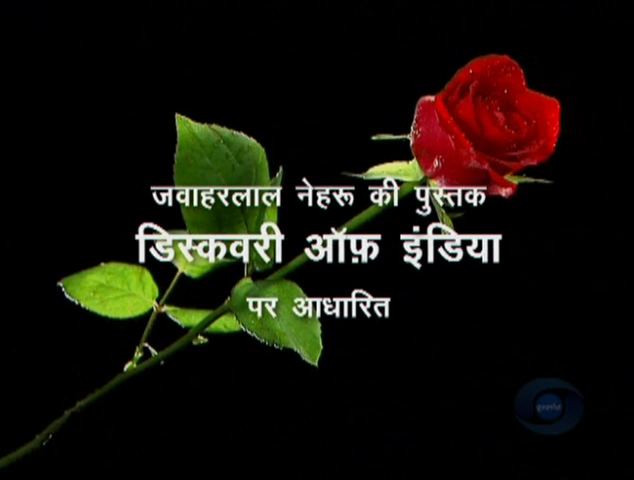 जवाहरलाल नेहरू की पुस्तक
डिस्कवरी ऑफ़ इंडिया
पर आधारित